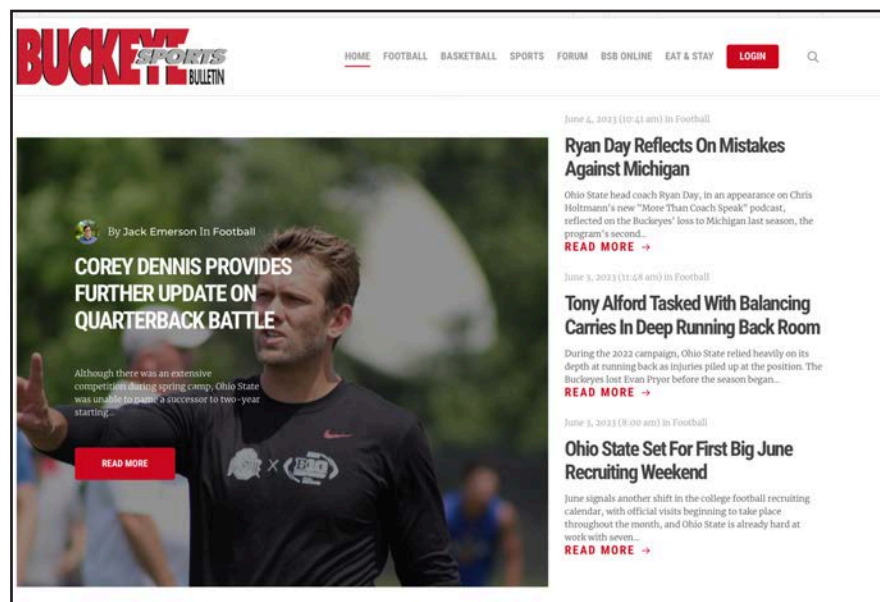 BUCKEYE
SPORTS
BULLETIN
HOME FOOTBALL BASKETBALL SPORTS FORUM BSB ONLINE EAT & STAY LOGIN
By Jack Emerson In Football
COREY DENNIS PROVIDES
FURTHER UPDATE ON
QUARTERBACK BATTLE
Although there was an extensive
competition during spring camp, Ohio State
was unable to name a successor to two-year
starting...
READ MORE
June 4, 2023 (10:41 am) in Football
Ryan Day Reflects On Mistakes
Against Michigan
Ohio State head coach Ryan Day, in an appearance on Chris
Holtmann's new "More Than Coach Speak" podcast,
reflected on the Buckeyes' loss to Michigan last season, the
program's second...
READ MORE →
June 3, 2023 (11:48 am) in Football
Tony Alford Tasked With Balancing
Carries In Deep Running Back Room
During the 2022 campaign, Ohio State relied heavily on its
depth at running back as injuries piled up at the position. The
Buckeyes lost Evan Pryor before the season began...
READ MORE →
June 3, 2023 (8:00 am) in Football
Ohio State Set For First Big June
Recruiting Weekend
June signals another shift in the college football recruiting
calendar, with official visits beginning to take place
throughout the month, and Ohio State is already hard at
work with seven...
READ MORE →